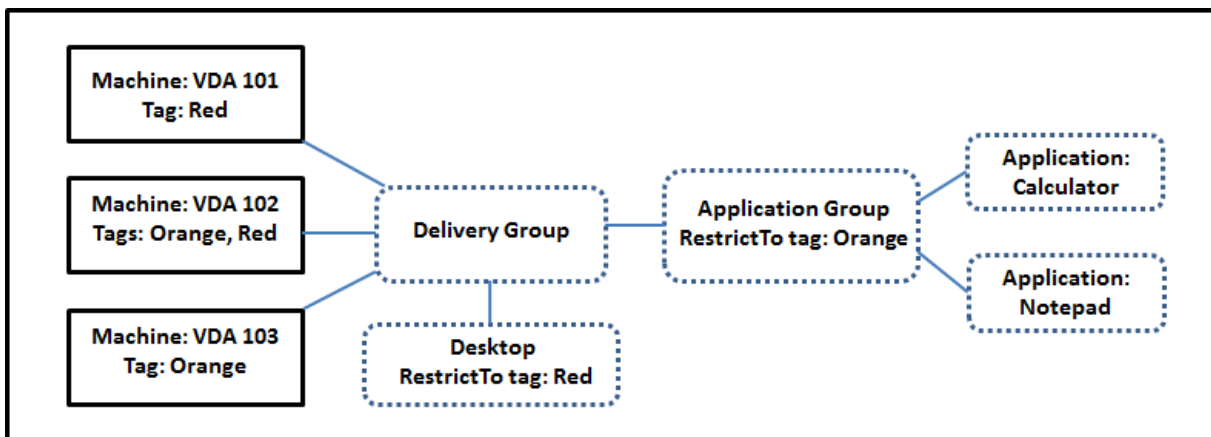 Machine: VDA 101
Tag: Red
Machine: VDA 102
Tags: Orange, Red
Machine: VDA 103
Tag: Orange
Delivery Group
Desktop
RestrictTo tag: Red
Application Group
RestrictTo tag: Orange
Application:
Calculator
Application:
Notepad